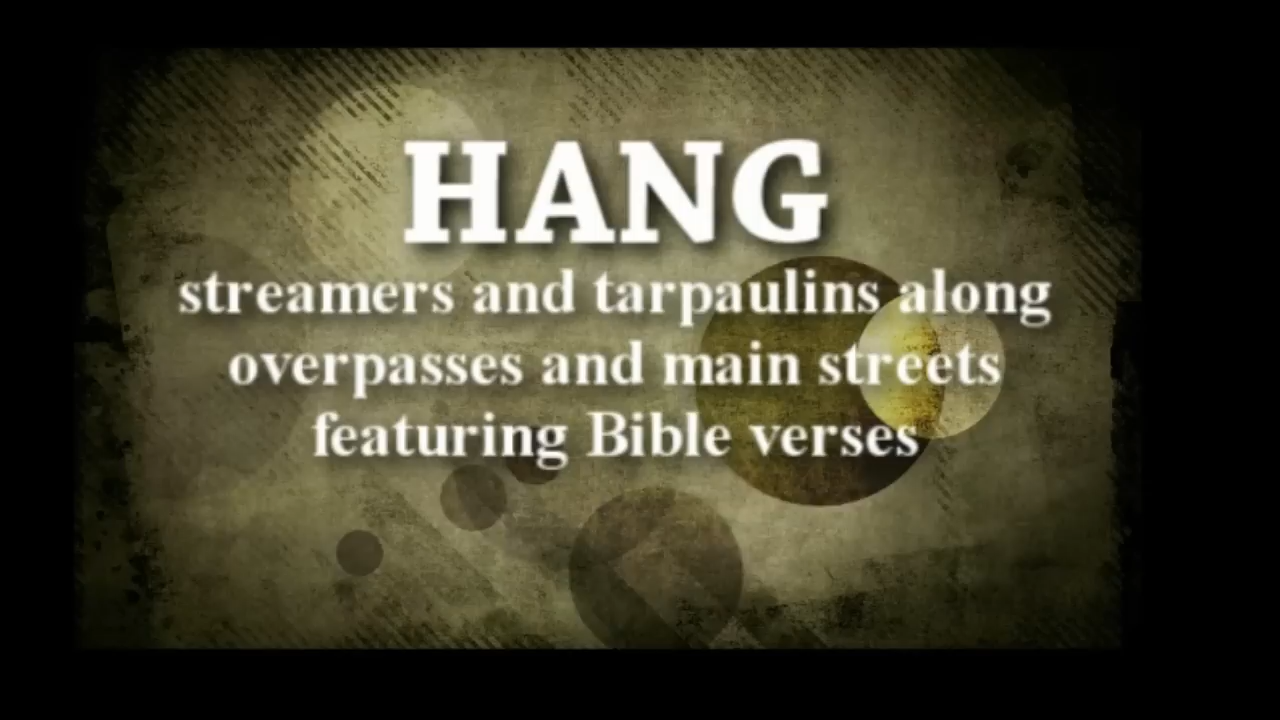 HANG
streamers and tarpaulins along
overpasses and main streets
featuring Bible verses